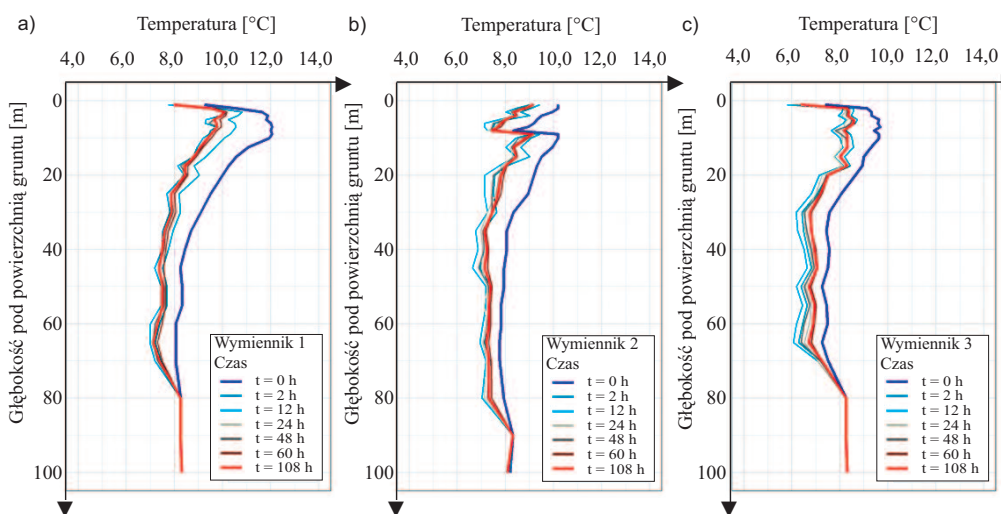 a)
Temperatura [°C]
4,0 6,0 8,0 10,0 12,0 14,0
Głębokość pod powierzchnią gruntu [m]
0
20
40
60
80
100
Wymiennik 1
Czas
t = 0 h
t = 2 h
t = 12 h
t = 24 h
t = 48 h
t = 60 h
t = 108 h
b)
Temperatura [°C]
4,0 6,0 8,0 10,0 12,0 14,0
Głębokość pod powierzchnią gruntu [m]
0
20
40
60
80
100
Wymiennik 2
Czas
t = 0 h
t = 2 h
t = 12 h
t = 24 h
t = 48 h
t = 60 h
t = 108 h
c)
Temperatura [°C]
4,0 6,0 8,0 10,0 12,0 14,0
Głębokość pod powierzchnią gruntu [m]
0
20
40
60
80
100
Wymiennik 3
Czas
t = 0 h
t = 2 h
t = 12 h
t = 24 h
t = 48 h
t = 60 h
t = 108 h